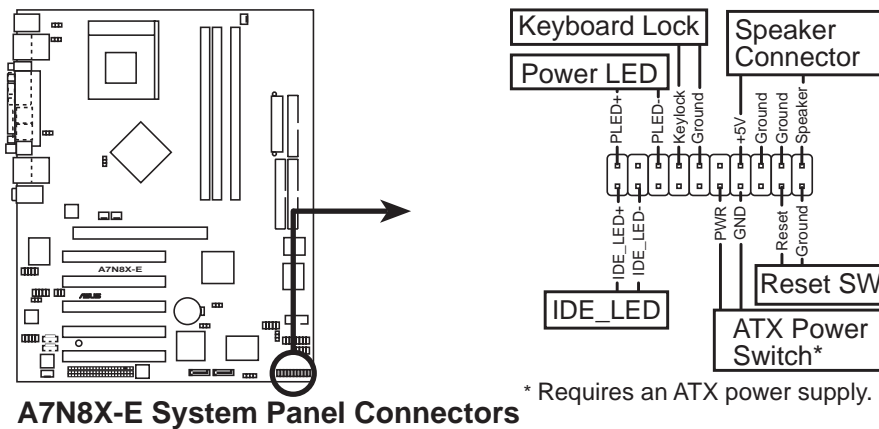 Keyboard Lock
Speaker
Connector
Power LED
PLED+
PLED-
Keylock
Ground
+5V
Ground
Ground
Speaker
IDE_LED+
IDE_LED-
PWR
GND
Reset
Ground
IDE_LED
Reset SW
ATX Power
Switch*
* Requires an ATX power supply.
A7N8X-E
ASUS
A7N8X-E System Panel Connectors